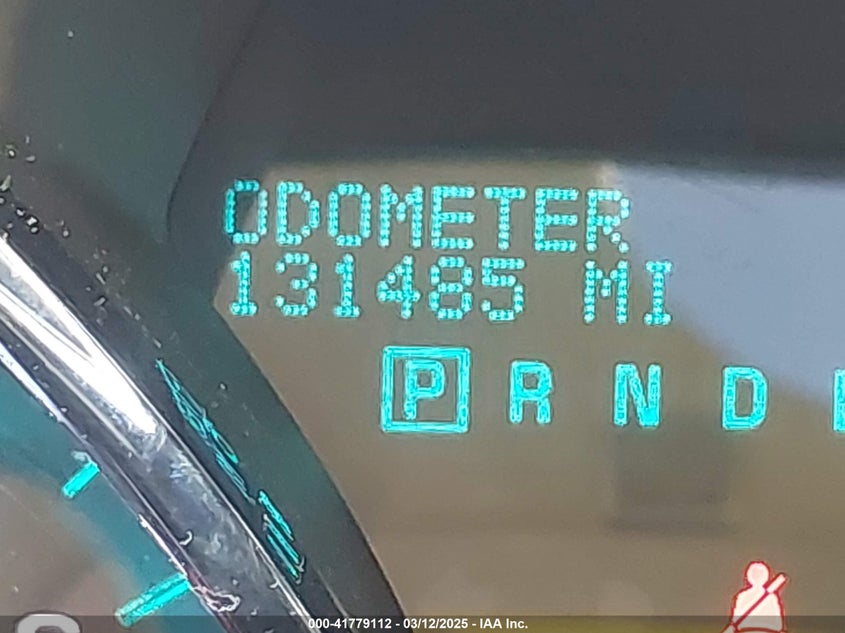 ODOMETER
131485 MI
P R N D
000-41779112 - 03/12/2025 - IAA Inc.